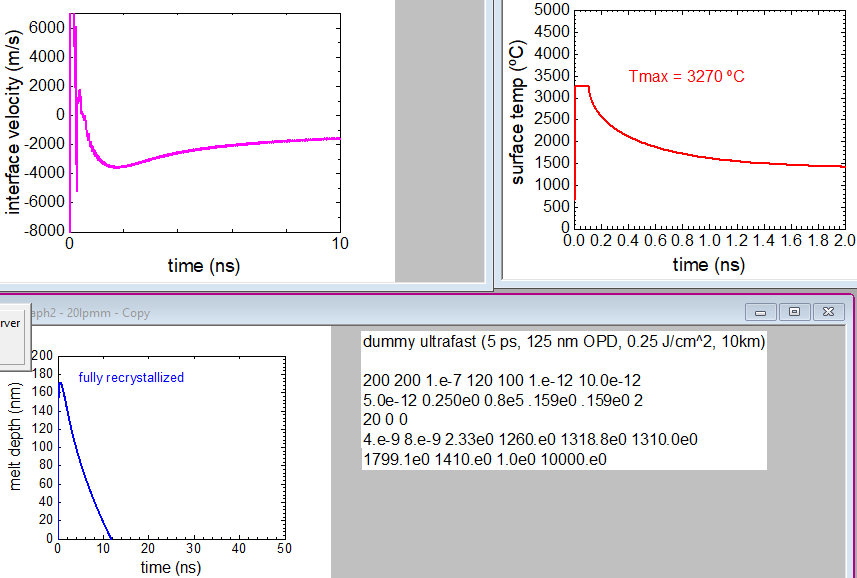 6000
4000
2000
0
-2000
-4000
-6000
-8000
interface velocity (m/s)
0
10
time (ns)
5000
4500
4000
3500
3000
2500
2000
1500
1000
500
0
surface temp (ºC)
Tmax = 3270 ºC
0.0 0.2 0.4 0.6 0.8 1.0 1.2 1.4 1.6 1.8 2.0
time (ns)
rver
aph2 - 20lpmm - Copy
200
180
160
140
120
100
80
60
40
20
0
melt depth (nm)
fully recrystallized
0 10 20 30 40 50
time (ns)
dummy ultrafast (5 ps, 125 nm OPD, 0.25 J/cm^2, 10km)
200 200 1.e-7 120 100 1.e-12 10.0e-12
5.0e-12 0.250e0 0.8e5 .159e0 .159e0 2
20 0 0
4.e-9 8.e-9 2.33e0 1260.e0 1318.8e0 1310.0e0
1799.1e0 1410.e0 1.0e0 10000.e0